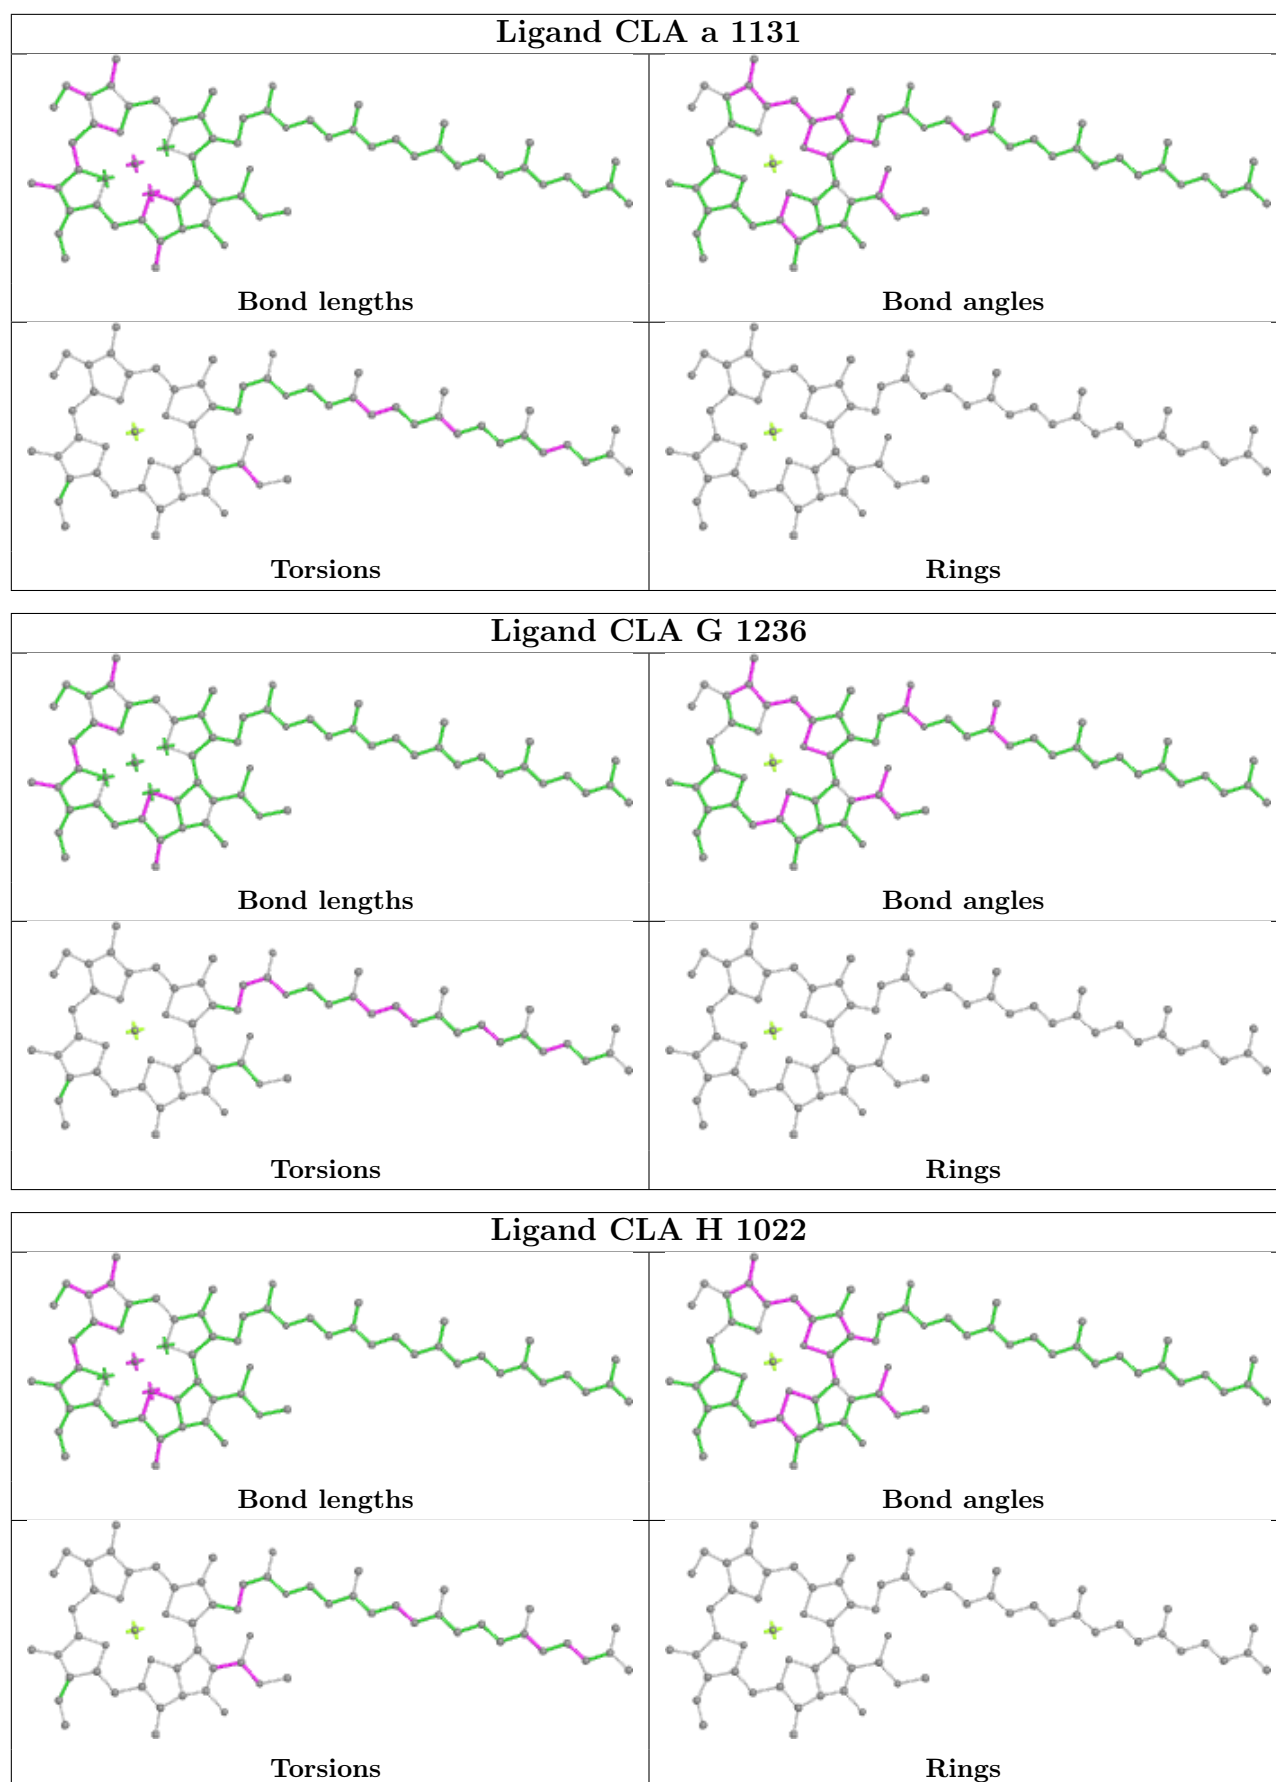 Ligand CLA a 1131
Bond lengths
Bond angles
Torsions
Rings
Ligand CLA G 1236
Bond lengths
Bond angles
Torsions
Rings
Ligand CLA H 1022
Bond lengths
Bond angles
Torsions
Rings